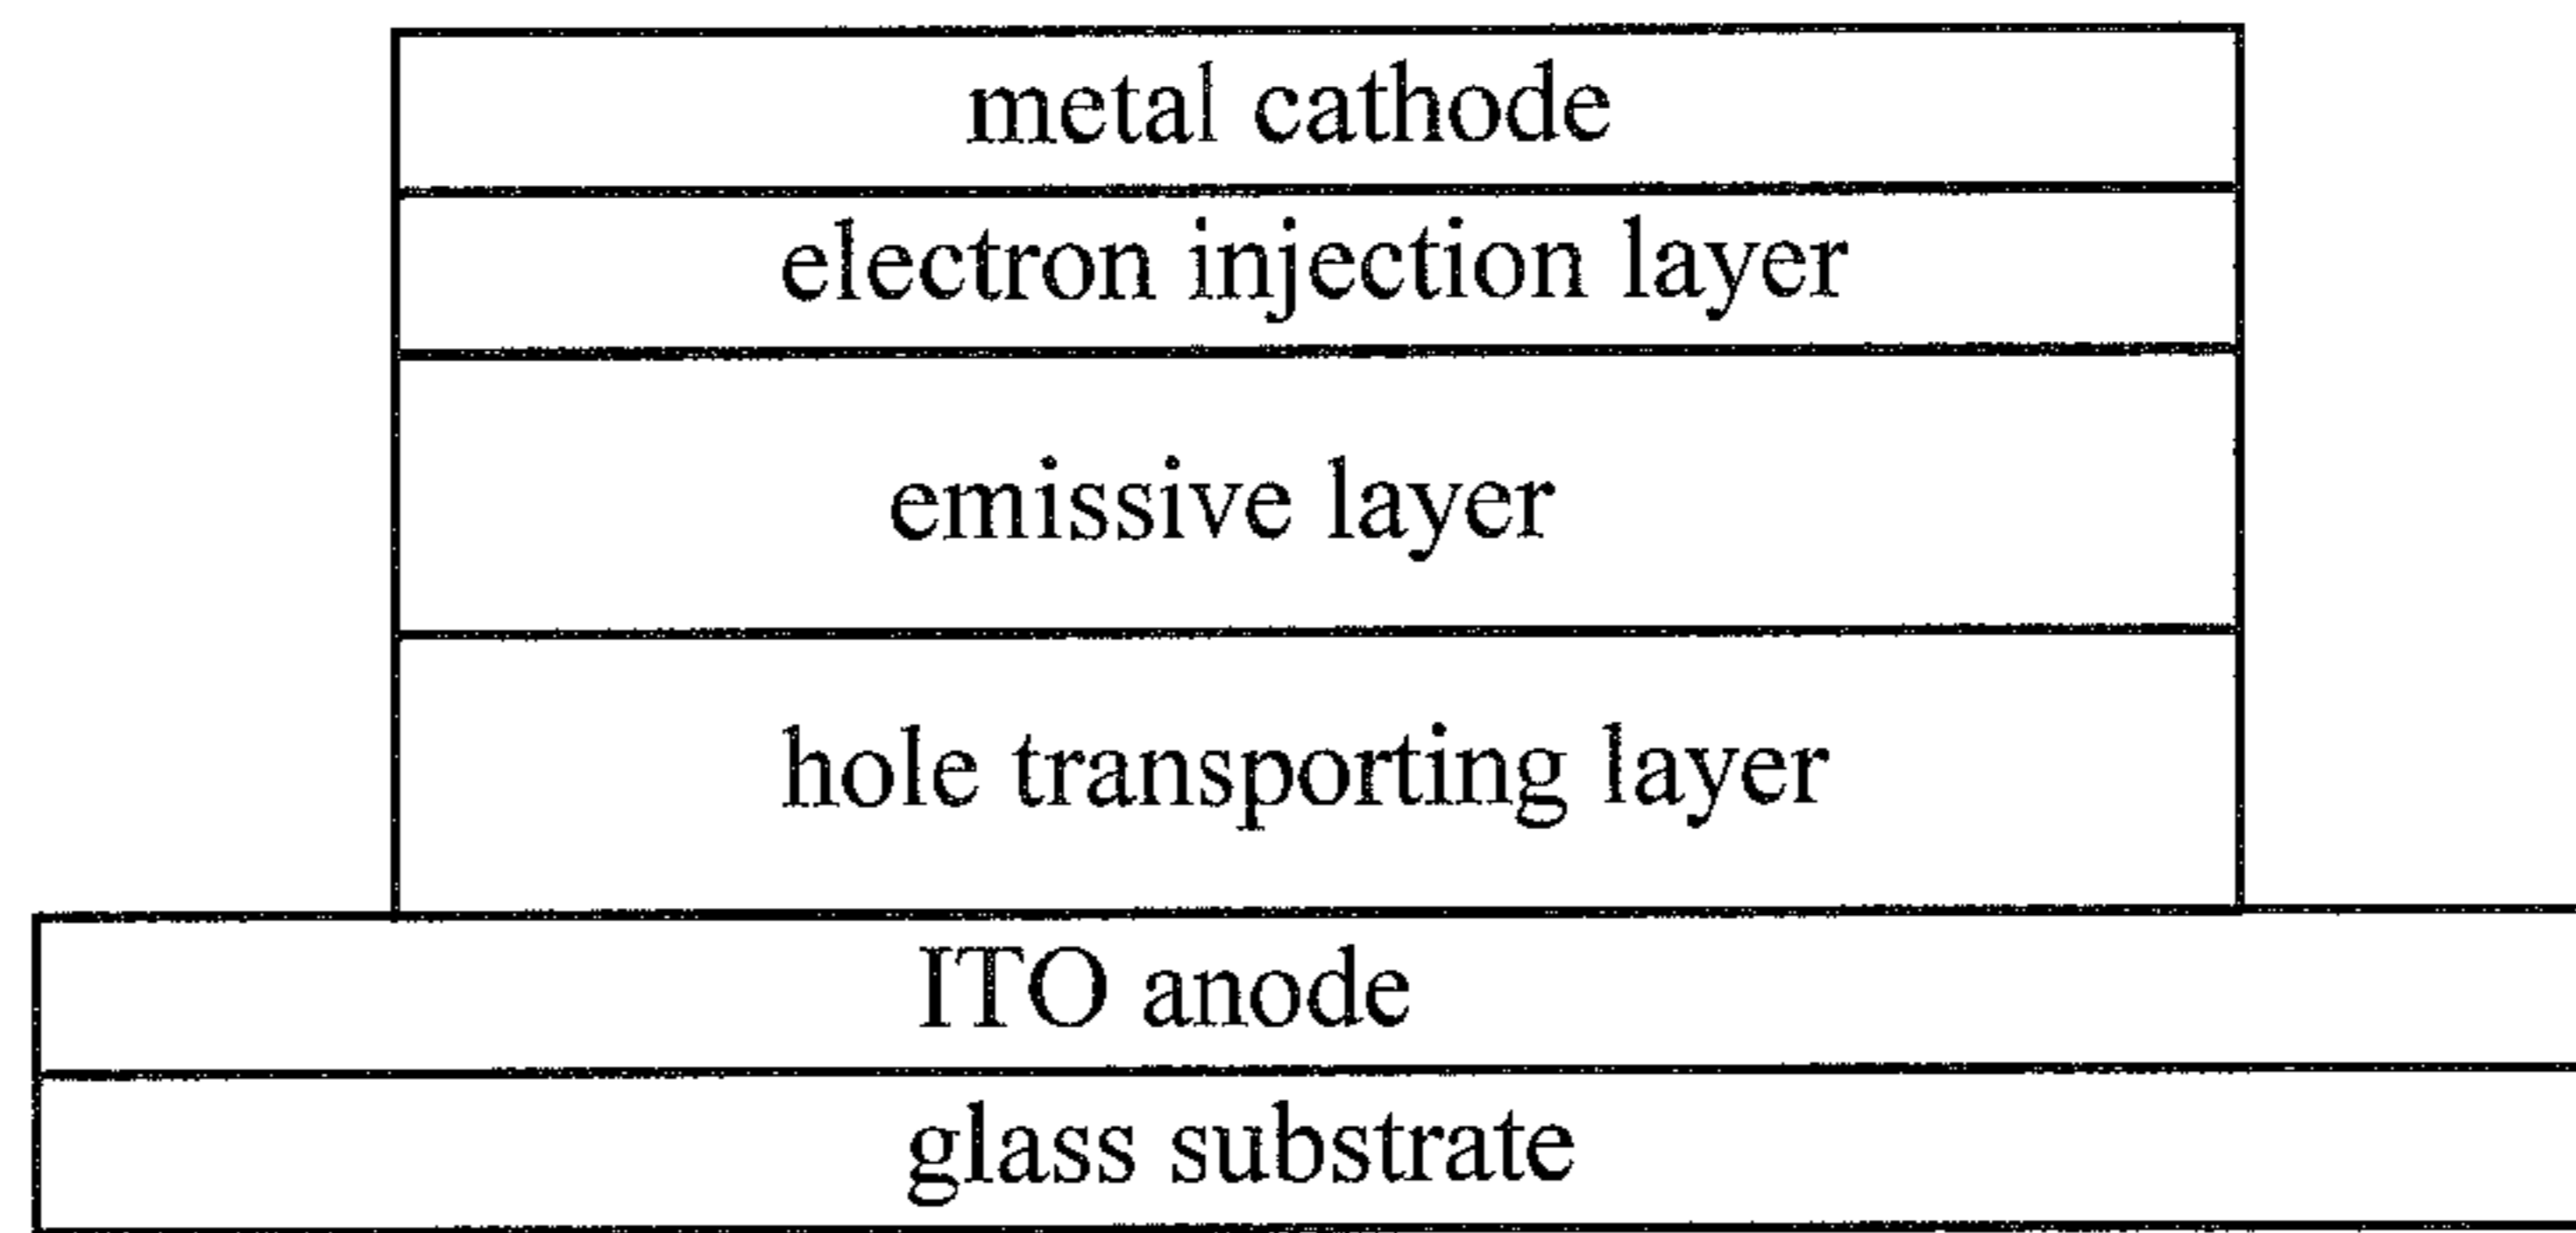 metal cathode
electron injection layer
emissive layer
hole transporting layer
ITO anode
glass substrate